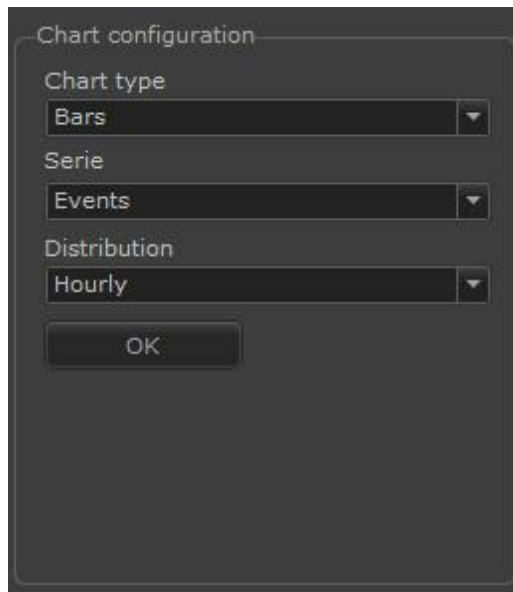 Chart configuration
Chart type
Bars
Serie
Events
Distribution
Hourly
OK